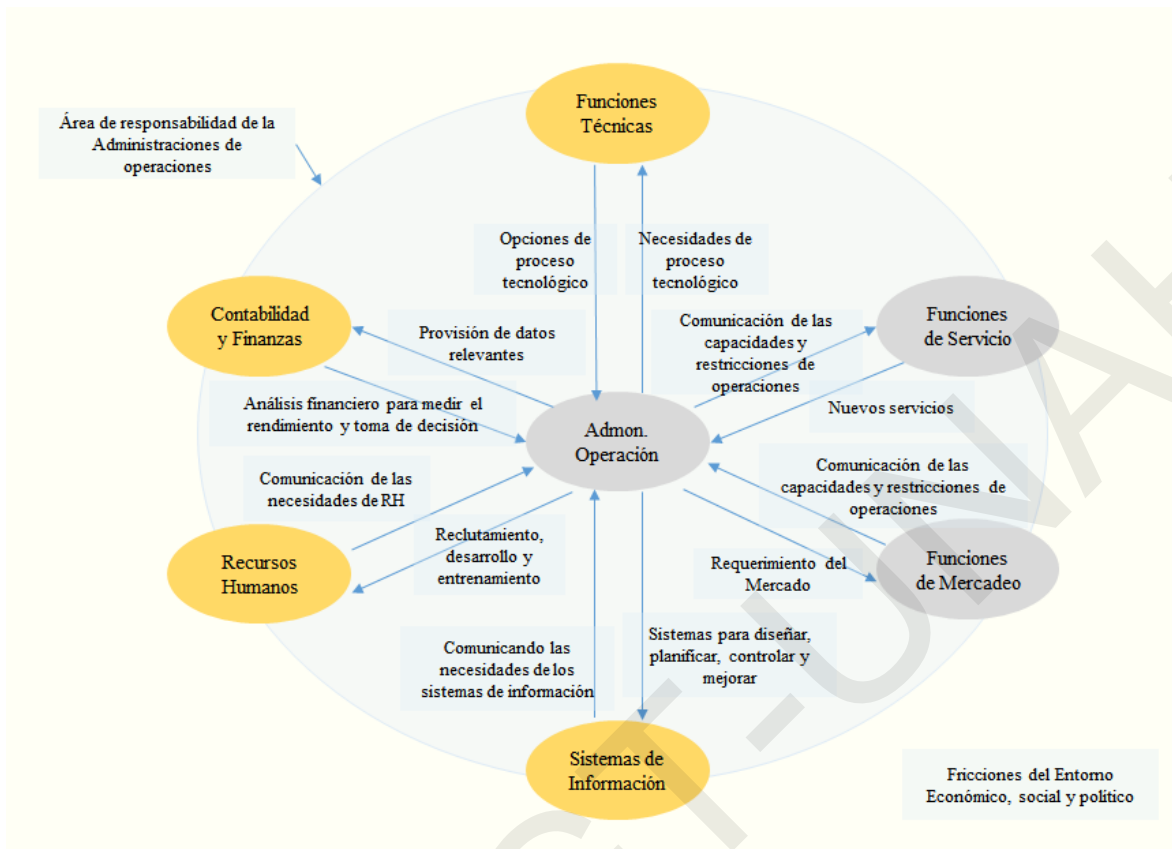 Funciones
Técnicas
Área de responsabilidad de la
Administraciones de
operaciones
Opciones de
proceso
tecnológico
Necesidades de
proceso
tecnológico
Contabilidad
y Finanzas
Provisión de datos
relevantes
Comunicación de las
capacidades y
restricciones de
operaciones
Funciones
de Servicio
Análisis financiero para medir el
rendimiento y toma de decisión
Admon.
Operación
Nuevos servicios
Comunicación de las
necesidades de RH
Comunicación de las
capacidades y restricciones de
operaciones
Recursos
Humanos
Reclutamiento,
desarrollo y
entrenamiento
Requerimiento del
Mercado
Funciones
de Mercadeo
Comunicando las
necesidades de los
sistemas de información
Sistemas para diseñar,
planificar, controlar y
mejorar
Sistemas de
Información
Fricciones del Entorno
Económico, social y político